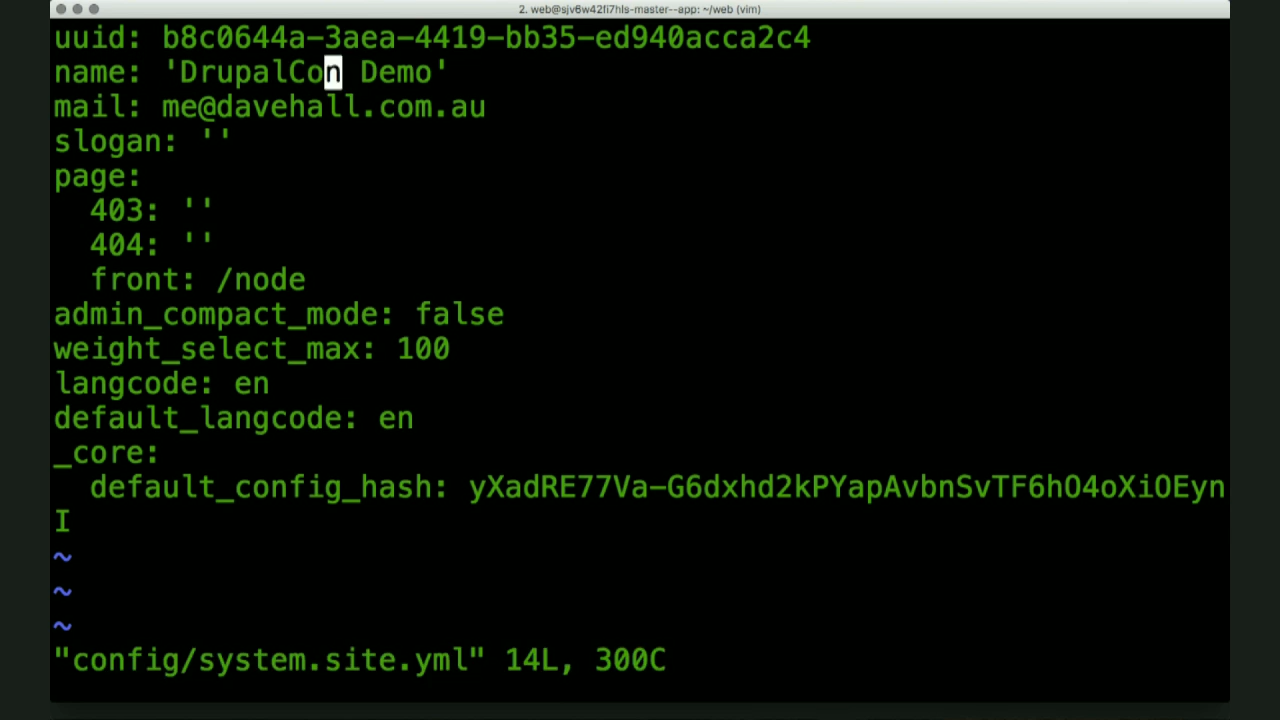 2. web@sjv6w42fi7hls-master--app: ~/web (vim)
uuid: b8c0644a-3aea-4419-bb35-ed940acca2c4
name: 'DrupalCon Demo'
mail: me@davehall.com.au
slogan: ''
page:
  403: ''
  404: ''
  front: /node
admin_compact_mode: false
weight_select_max: 100
langcode: en
default_langcode: en
_core:
  default_config_hash: yXadRE77Va-G6dxhd2kPYapAvbnSvTF6hO4oXiOEyn
I
~
~
~
"config/system.site.yml" 14L, 300C